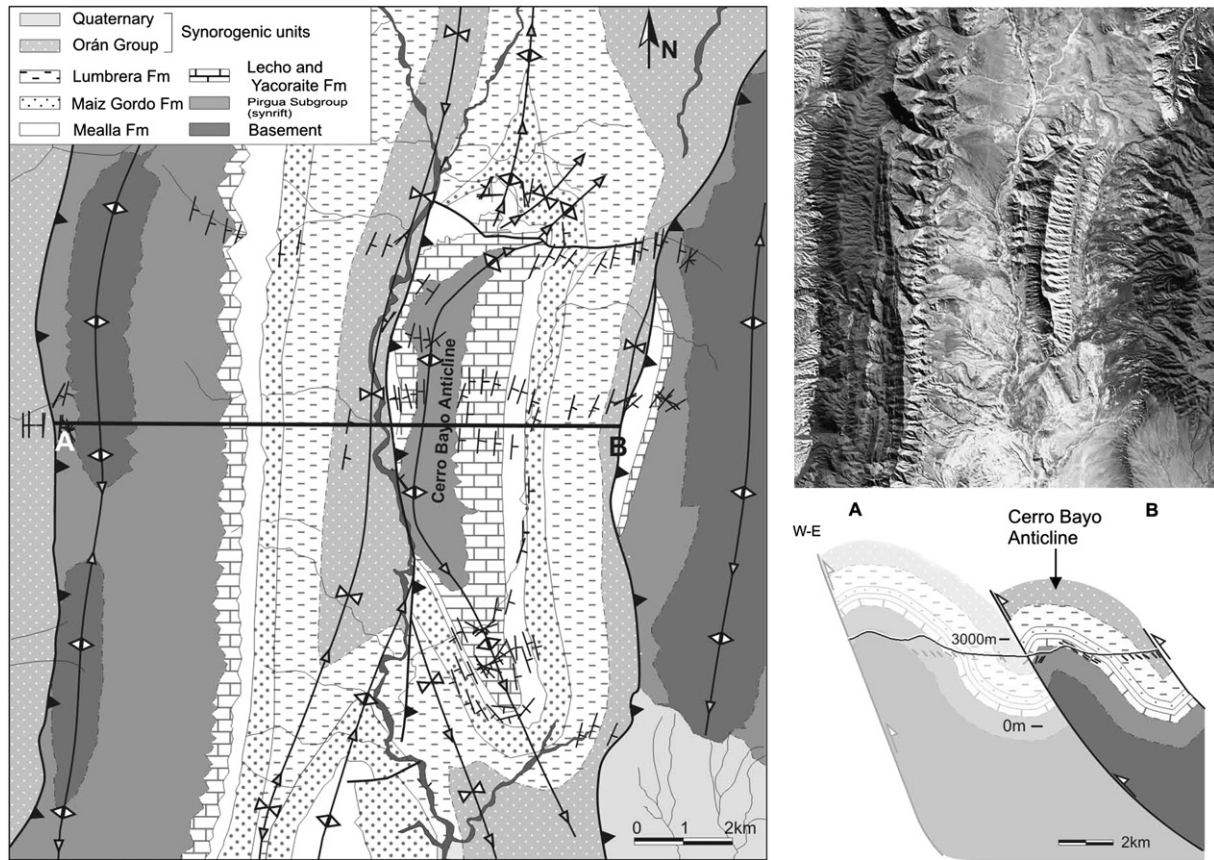 Quaternary
Orán Group
Synorogenic units
Lumbrera Fm
Maiz Gordo Fm
Mealla Fm
Lecho and
Yacoraite Fm
Pirgua Subgroup
(synrift)
Basement
N
A
B
Cerro Bayo Anticline
0 1 2km
W-E
A
Cerro Bayo
Anticline
B
3000m
0m
2km